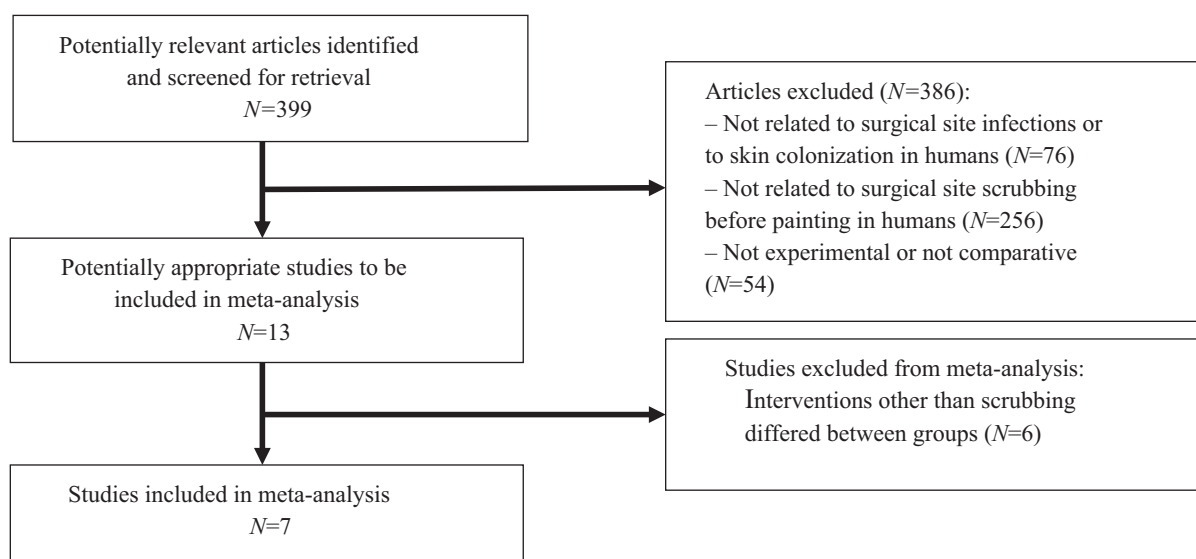 Potentially relevant articles identified
and screened for retrieval
N=399
Articles excluded (N=386):
– Not related to surgical site infections or
to skin colonization in humans (N=76)
– Not related to surgical site scrubbing
before painting in humans (N=256)
– Not experimental or not comparative
(N=54)
Potentially appropriate studies to be
included in meta-analysis
N=13
Studies excluded from meta-analysis:
Interventions other than scrubbing
differed between groups (N=6)
Studies included in meta-analysis
N=7